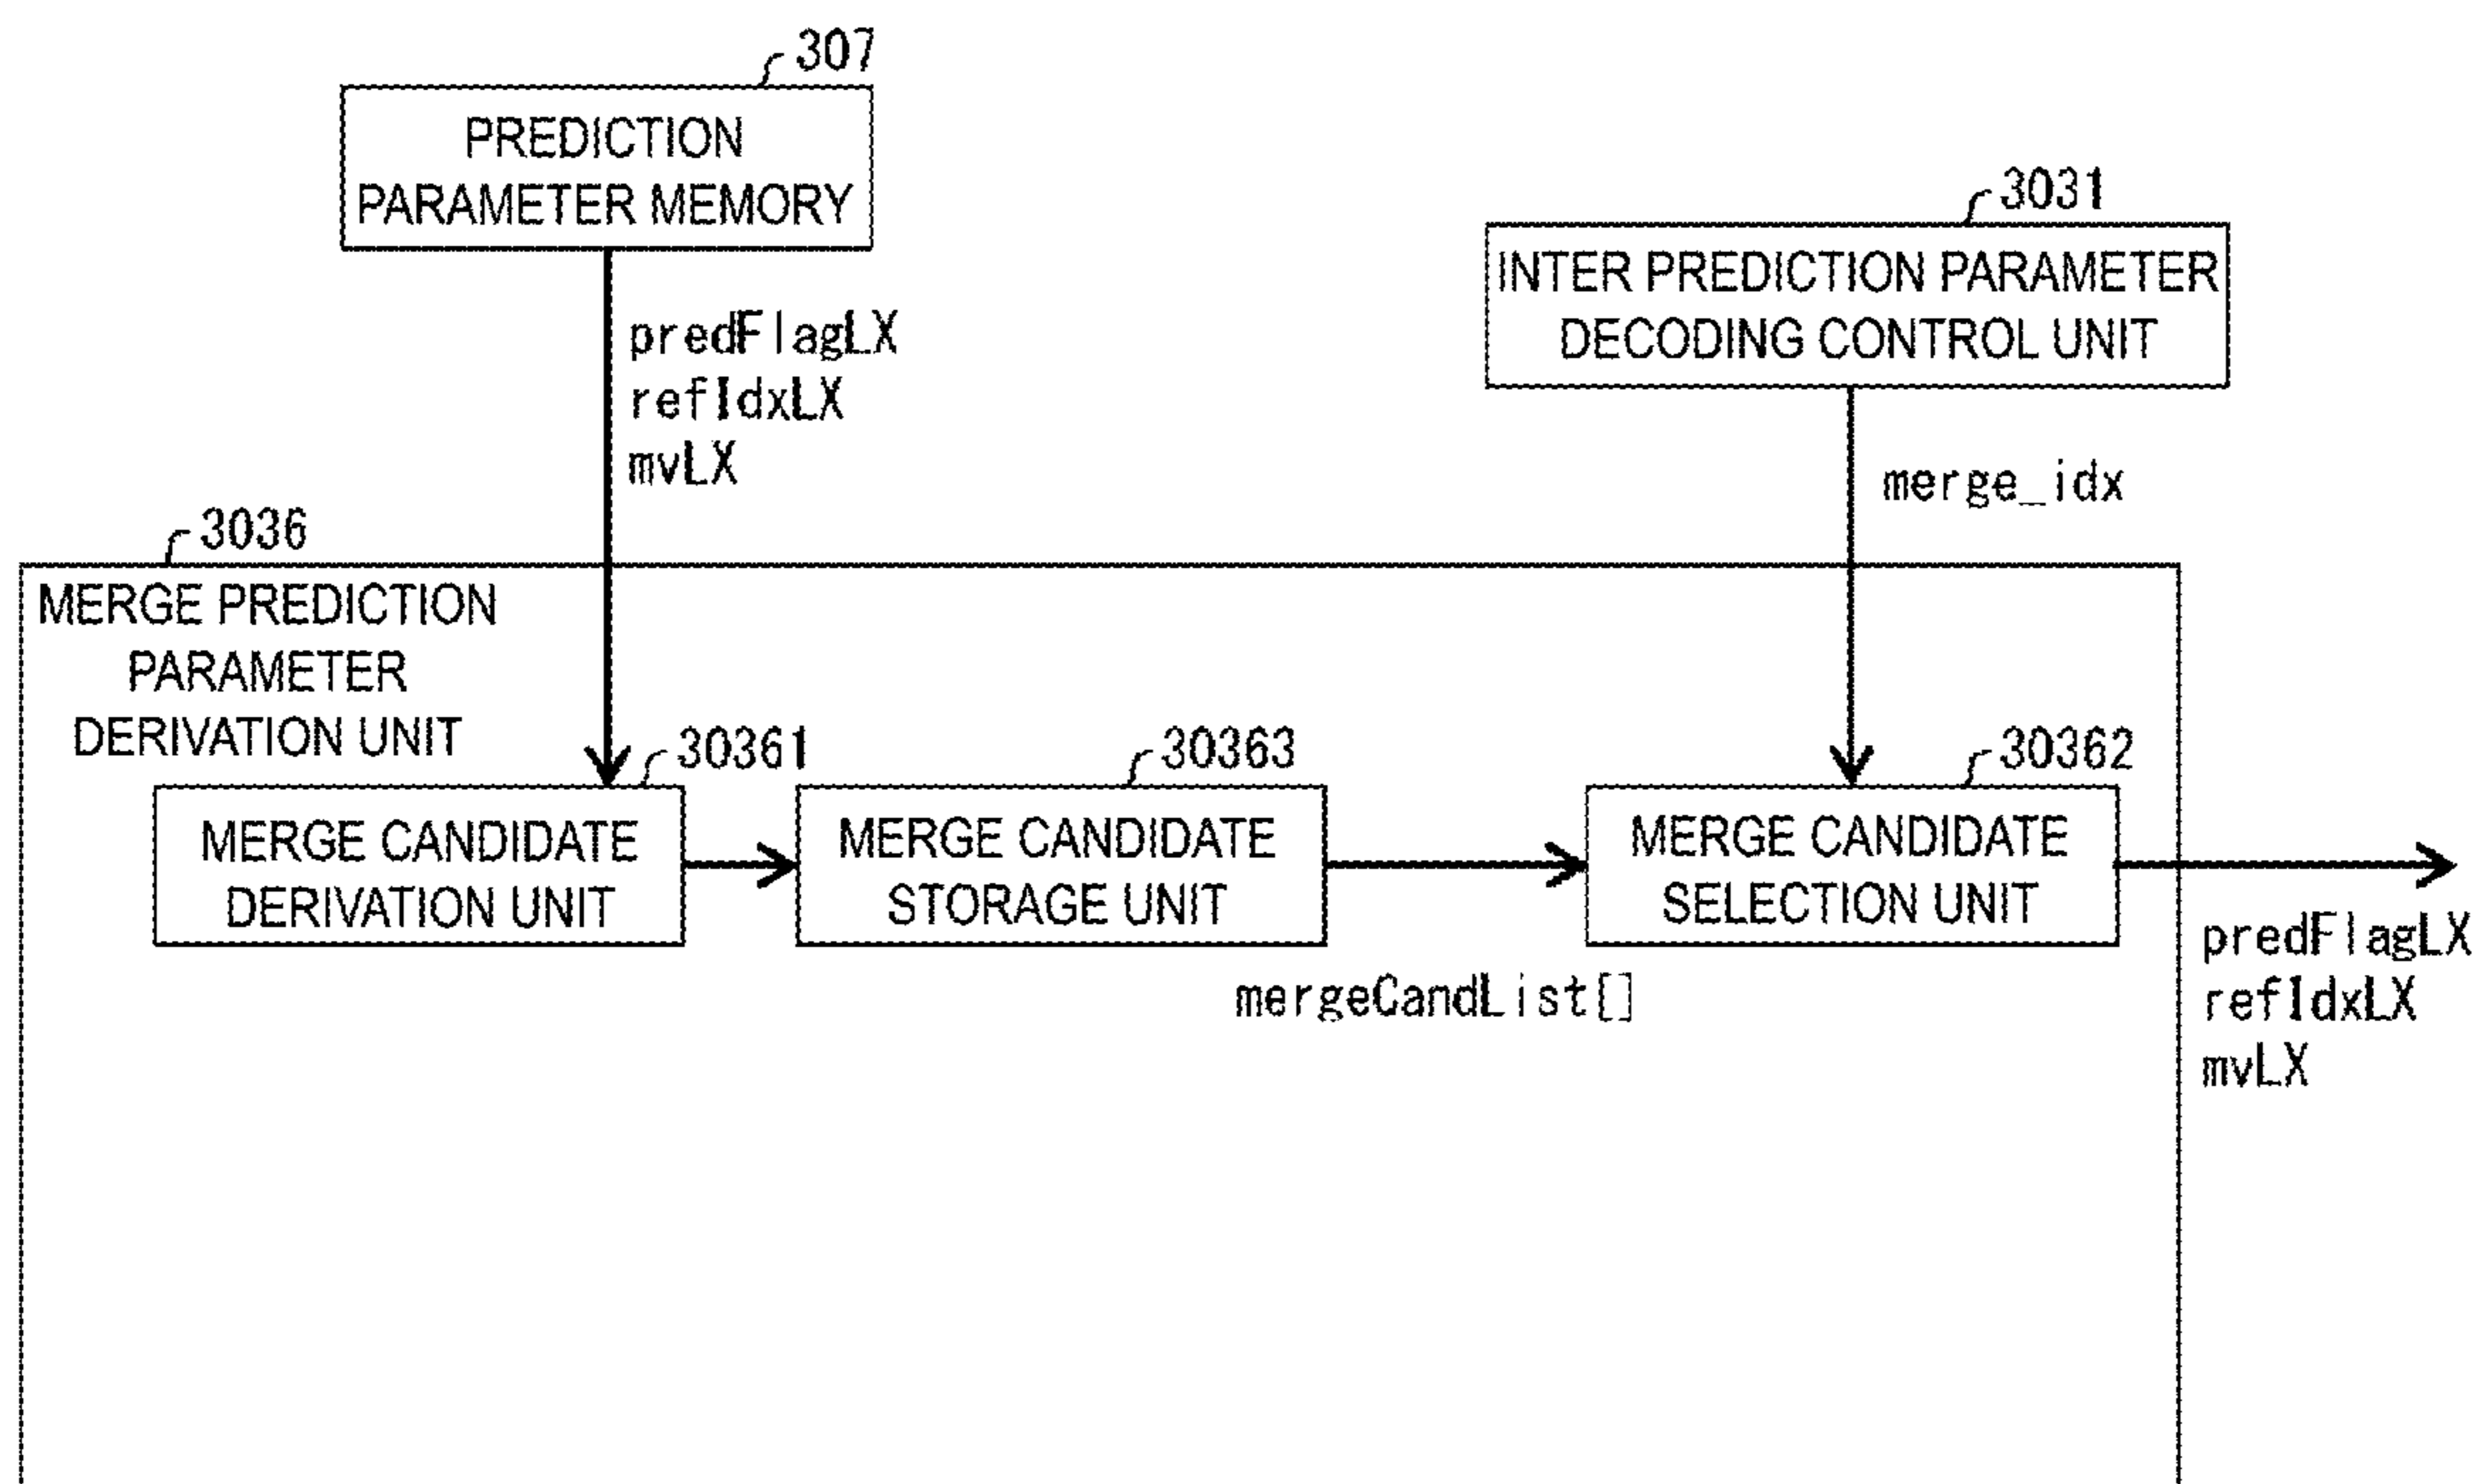 307
PREDICTION
PARAMETER MEMORY
3031
INTER PREDICTION PARAMETER
DECODING CONTROL UNIT
predFlagLX
refIdxLX
mvLX
merge_idx
3036
MERGE PREDICTION
PARAMETER
DERIVATION UNIT
30361
MERGE CANDIDATE
DERIVATION UNIT
30363
MERGE CANDIDATE
STORAGE UNIT
30362
MERGE CANDIDATE
SELECTION UNIT
mergeCandList[]
predFlagLX
refIdxLX
mvLX